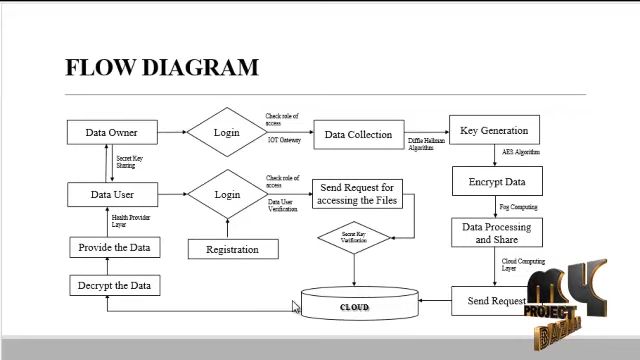 FLOW DIAGRAM
Data Owner
Login
Check role of
access
IOT Gateway
Data Collection
Diffie Hellman
Algorithm
Key Generation
AES Algorithm
Secret Key
Sharing
Encrypt Data
Data User
Login
Check role of
access
Data User
Verification
Send Request for
accessing the Files
Fog Computing
Health Provider
Layer
Data Processing
and Share
Secret Key
Varification
Provide the Data
Registration
Cloud Computing
Layer
Decrypt the Data
CLOUD
Send Request
MY
PROJECT
BAZAAR